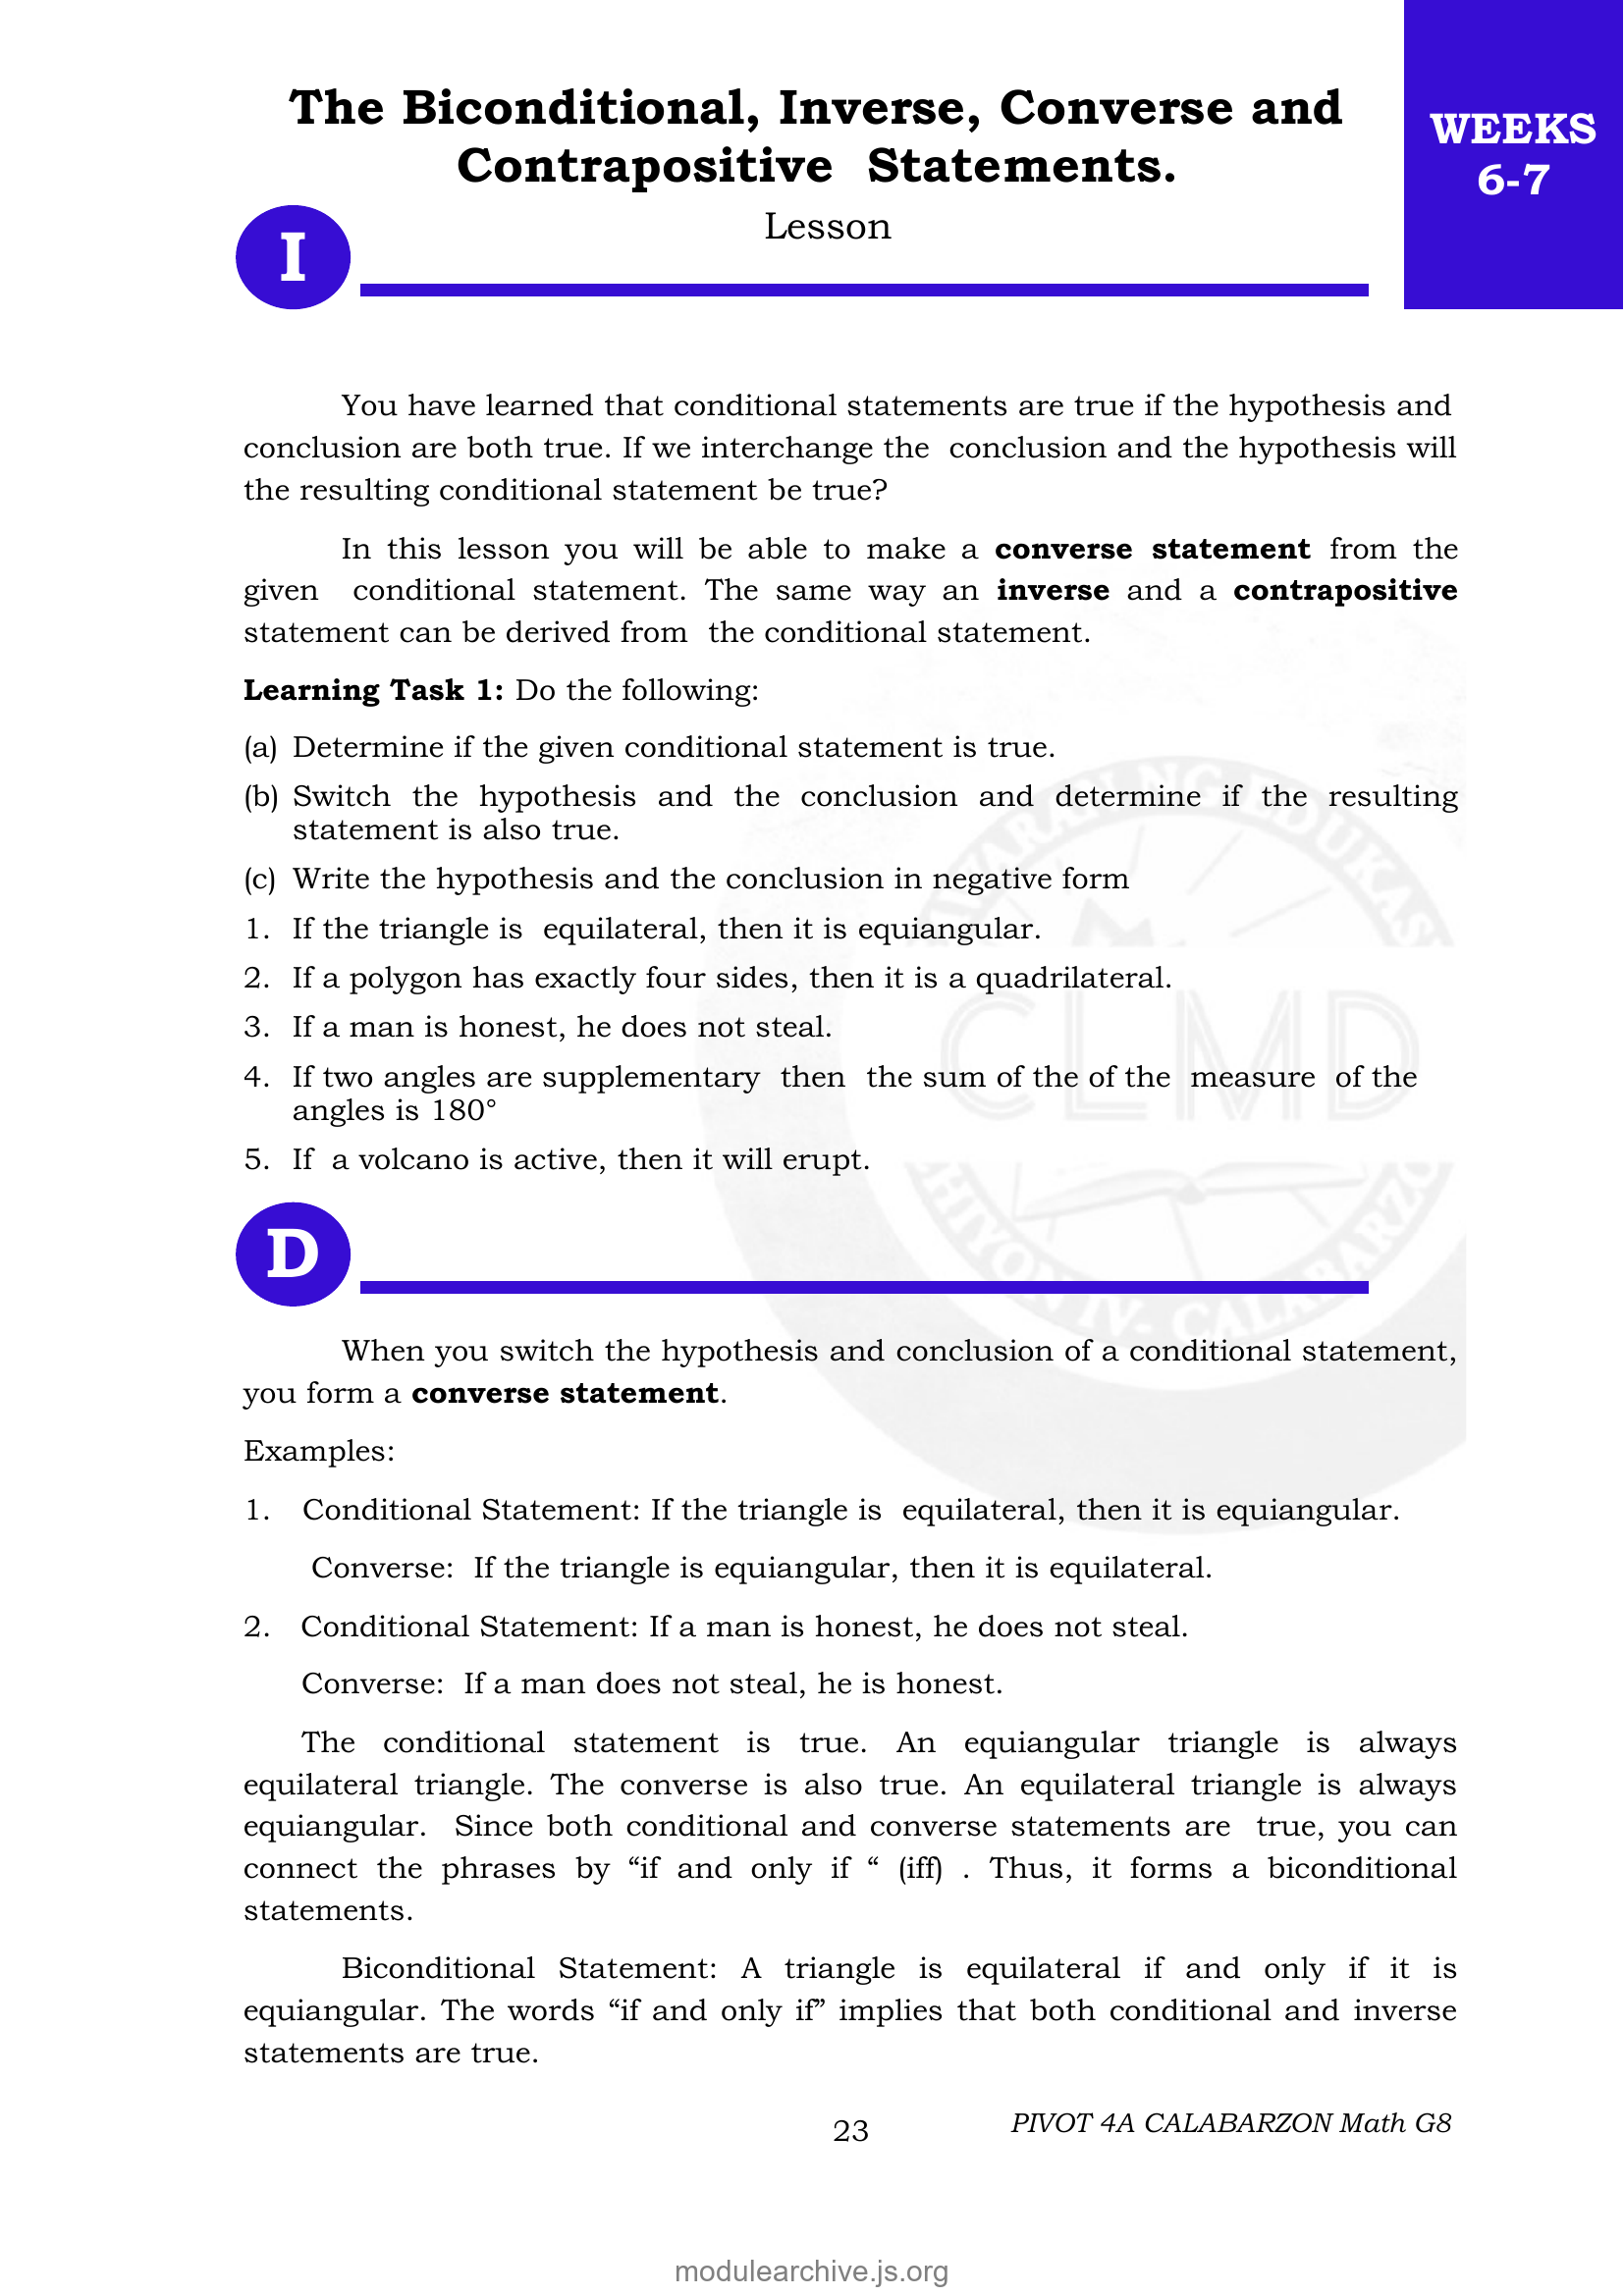 The Biconditional, Inverse, Converse and
Contrapositive Statements.
WEEKS
6-7
Lesson
I
You have learned that conditional statements are true if the hypothesis and
conclusion are both true. If we interchange the conclusion and the hypothesis will
the resulting conditional statement be true?
In this lesson you will be able to make a converse statement from the
given conditional statement. The same way an inverse and a contrapositive
statement can be derived from the conditional statement.
Learning Task 1: Do the following:
(a) Determine if the given conditional statement is true.
(b) Switch the hypothesis and the conclusion and determine if the resulting
statement is also true.
(c) Write the hypothesis and the conclusion in negative form
1. If the triangle is equilateral, then it is equiangular.
2. If a polygon has exactly four sides, then it is a quadrilateral.
3. If a man is honest, he does not steal.
4. If two angles are supplementary then the sum of the of the measure of the
angles is 180°
5. If a volcano is active, then it will erupt.
CLMD
D
When you switch the hypothesis and conclusion of a conditional statement,
you form a converse statement.
Examples:
1. Conditional Statement: If the triangle is equilateral, then it is equiangular.
Converse: If the triangle is equiangular, then it is equilateral.
2. Conditional Statement: If a man is honest, he does not steal.
Converse: If a man does not steal, he is honest.
The conditional statement is true. An equiangular triangle is always
equilateral triangle. The converse is also true. An equilateral triangle is always
equiangular. Since both conditional and converse statements are true, you can
connect the phrases by “if and only if “ (iff) . Thus, it forms a biconditional
statements.
Biconditional Statement: A triangle is equilateral if and only if it is
equiangular. The words “if and only if” implies that both conditional and inverse
statements are true.
23
PIVOT 4A CALABARZON Math G8
modulearchive.js.org